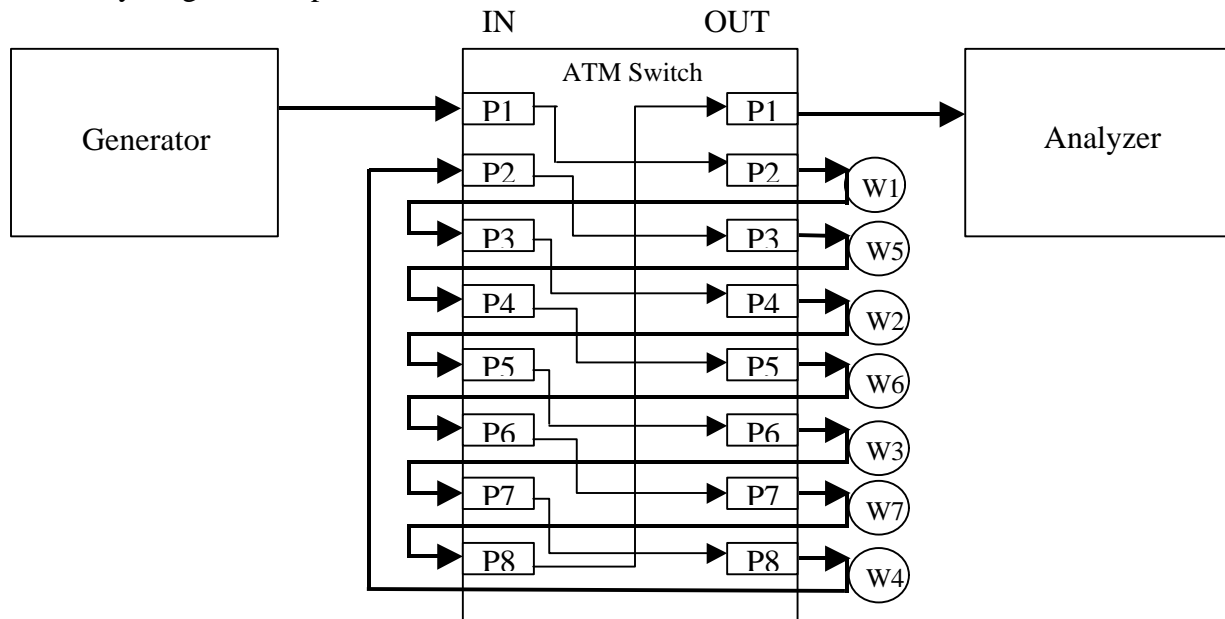 IN OUT
ATM Switch
Generator
Analyzer
P1 P1
P2 P2 W1
P3 P3 W5
P4 P4 W2
P5 P5 W6
P6 P6 W3
P7 P7 W7
P8 P8 W4